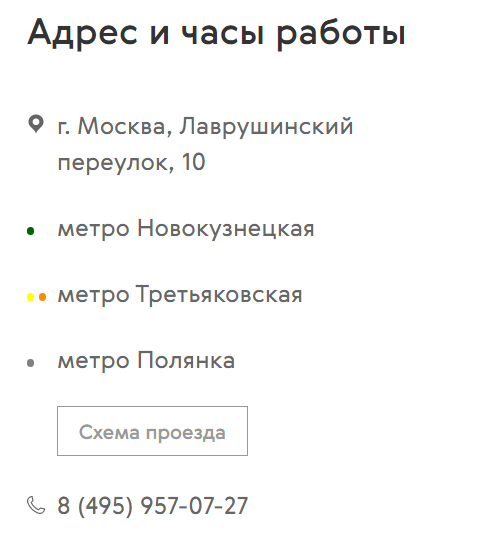 Адрес и часы работы
г. Москва, Лаврушинский
переулок, 10
метро Новокузнецкая
метро Третьяковская
метро Полянка
Схема проезда
8 (495) 957-07-27